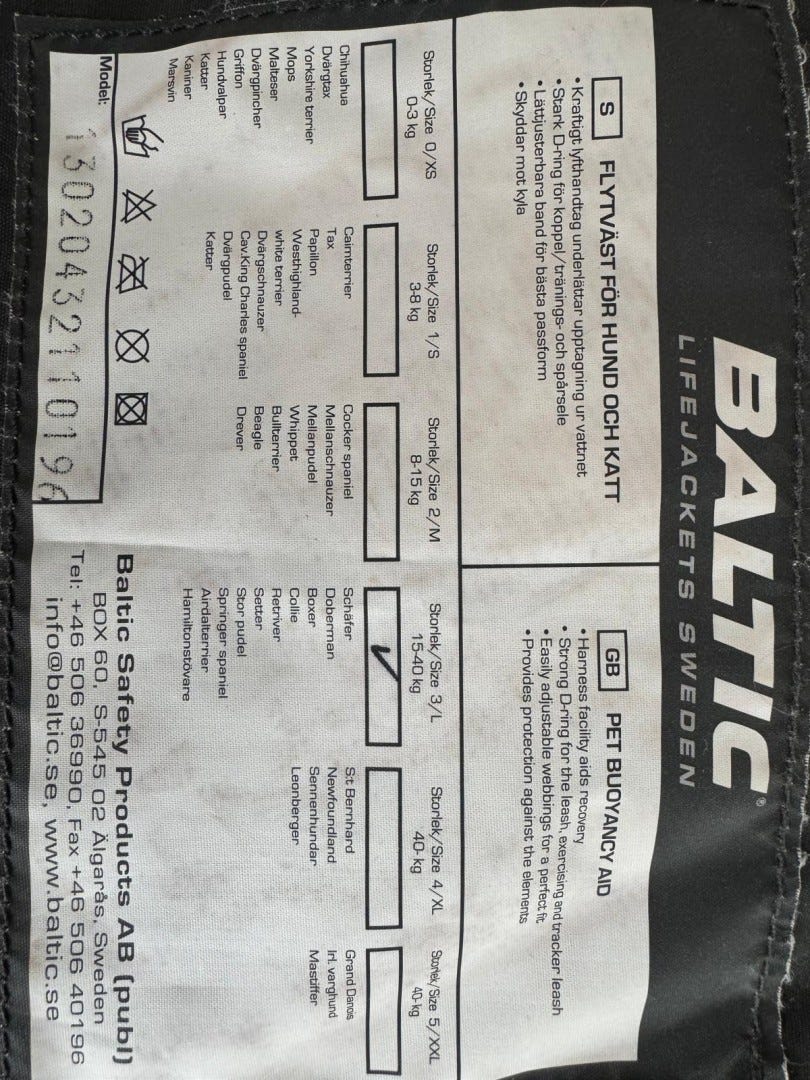 BALTIC®
LIFEJACKETS SWEDEN
S FLYTVÄST FÖR HUND OCH KATT
• Kraftigt lyfthandtag underlättar upptagning ur vattnet
• Stark D-ring för koppel/tränings- och spårsele
• Lättjusterbara band för bästa passform
• Skyddar mot kyla
GB PET BUOYANCY AID
• Harness facility aids recovery
• Strong D-ring for the leash, exercising and tracker leash
• Easily adjustable webbings for a perfect fit
• Provides protection against the elements
Storlek/Size 0/XS
0-3 kg
Chihuahua
Dvärgtax
Yorkshire terrier
Mops
Malteser
Dvärgpincher
Griffon
Hundvalpar
Katter
Kaniner
Marsvin
Storlek/Size 1/S
3-8 kg
Cairnterrier
Tax
Papillon
Westhighland-
white terrier
Dvärgschnauzer
Cav.King Charles spaniel
Dvärgpudel
Katter
Storlek/Size 2/M
8-15 kg
Cocker spaniel
Mellanschnauzer
Mellanpudel
Whippet
Bullterrier
Beagle
Drever
Storlek/Size 3/L
15-40 kg
Schäfer
Doberman
Boxer
Collie
Retriver
Setter
Stor pudel
Springer spaniel
Airdalterrier
Hamiltonstövare
Storlek/Size 4/XL
40- kg
S:t Bernhard
Newfoundland
Sennenhundar
Leonberger
Storlek/Size 5/XXL
40-kg
Grand Danois
Irl. varghund
Mastiffer
Model: 1302043211 0196
Baltic Safety Products AB (publ)
BOX 60, S-545 02 Älgarås, Sweden
Tel: +46 506 36990, Fax +46 506 40196
info@baltic.se, www.baltic.se